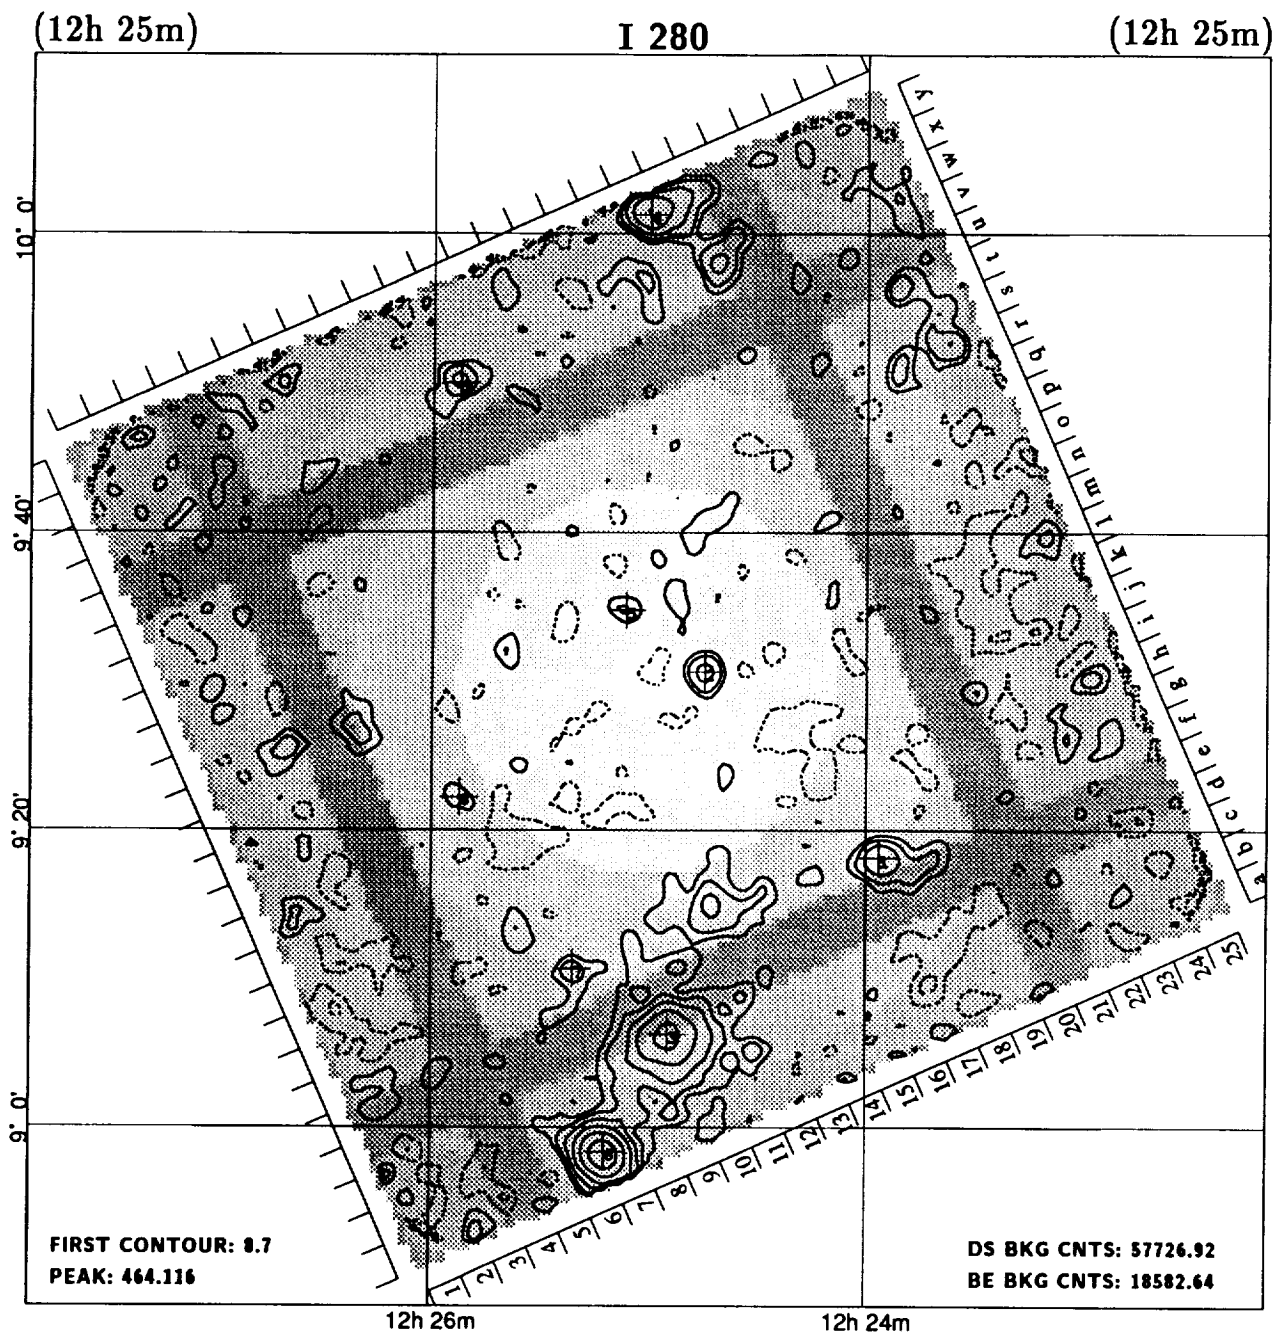 (12h 25m) I 280 (12h 25m)
10° 0'
9° 40'
9° 20'
9° 0'
y x w v u t s r q p o n m l k j i h g f e d c b a
1 2 3 4 5 6 7 8 9 10 11 12 13 14 15 16 17 18 19 20 21 22 23 24 25
FIRST CONTOUR: 8.7
PEAK: 464.116
DS BKG CNTS: 57726.92
BE BKG CNTS: 18582.64
12h 26m 12h 24m